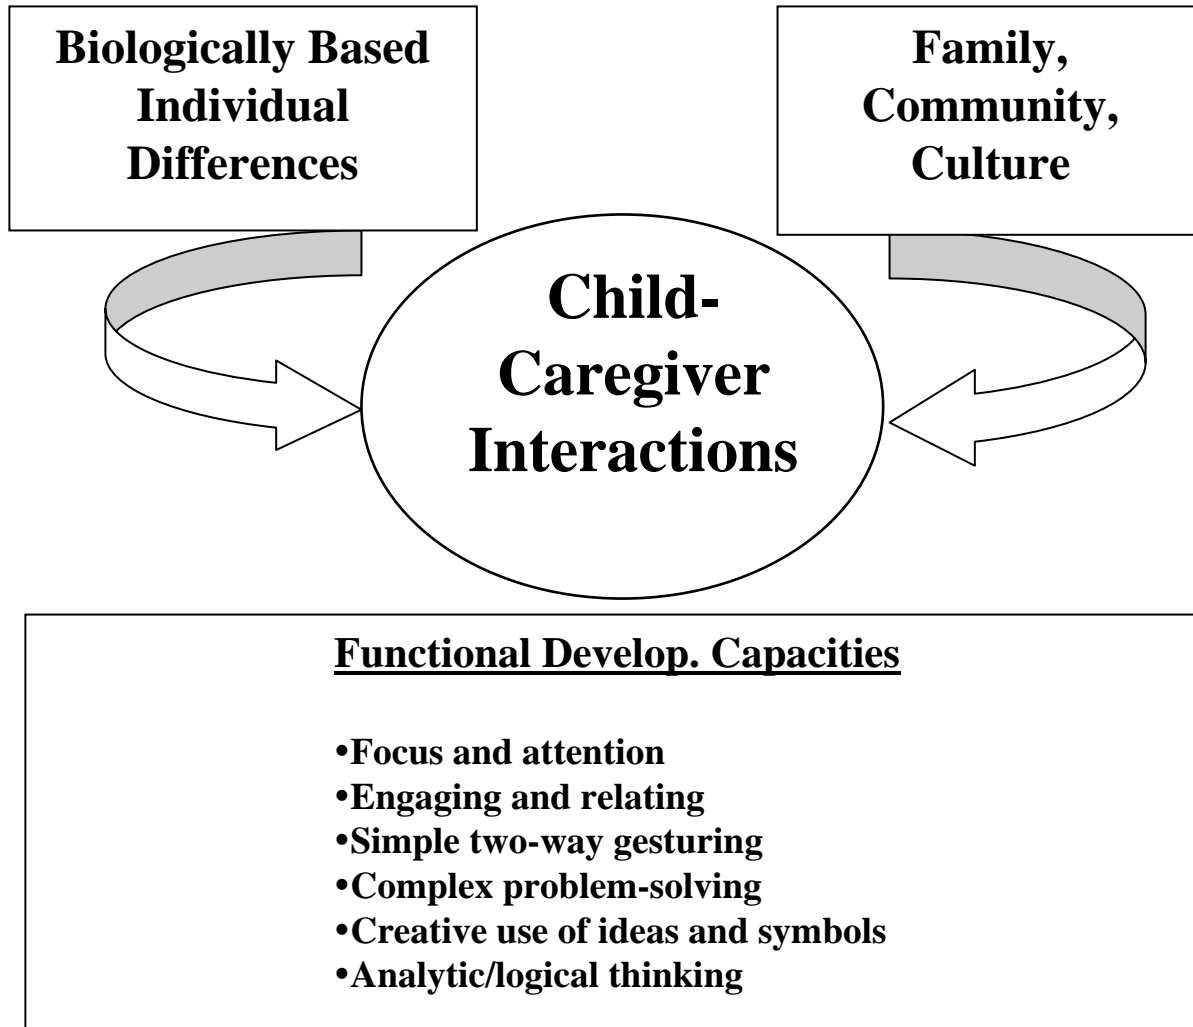 Biologically Based
Individual
Differences
Family,
Community,
Culture
Child-
Caregiver
Interactions
Functional Develop. Capacities
•Focus and attention
•Engaging and relating
•Simple two-way gesturing
•Complex problem-solving
•Creative use of ideas and symbols
•Analytic/logical thinking